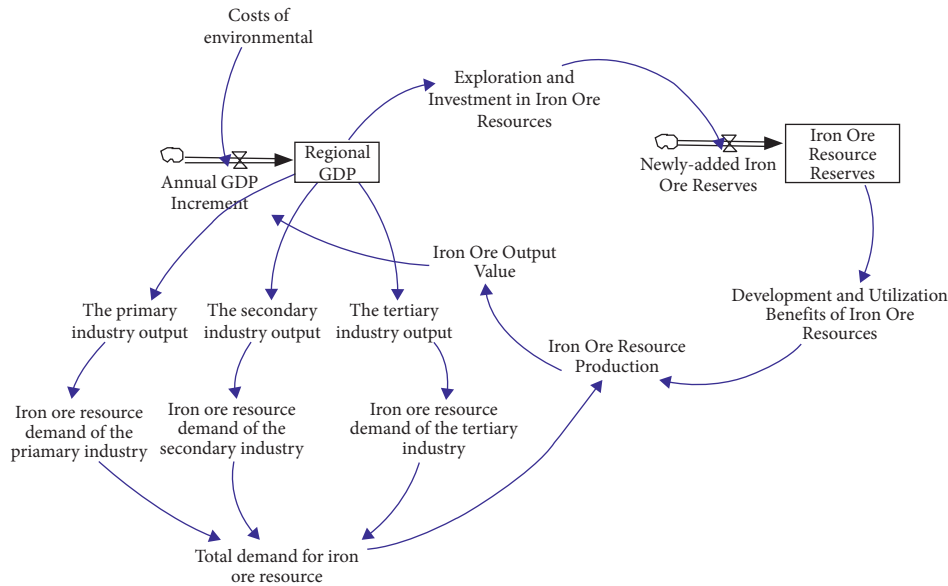 Costs of
environmental
Exploration and
Investment in Iron Ore
Resources
Regional
GDP
Annual GDP
Increment
Newly-added Iron
Ore Reserves
Iron Ore
Resource
Reserves
Iron Ore Output
Value
The primary
industry output
The secondary
industry output
The tertiary
industry output
Development and Utilization
Benefits of Iron Ore
Resources
Iron Ore Resource
Production
Iron ore resource
demand of the
priamary industry
Iron ore resource
demand of the
secondary industry
Iron ore resource
demand of the tertiary
industry
Total demand for iron
ore resource